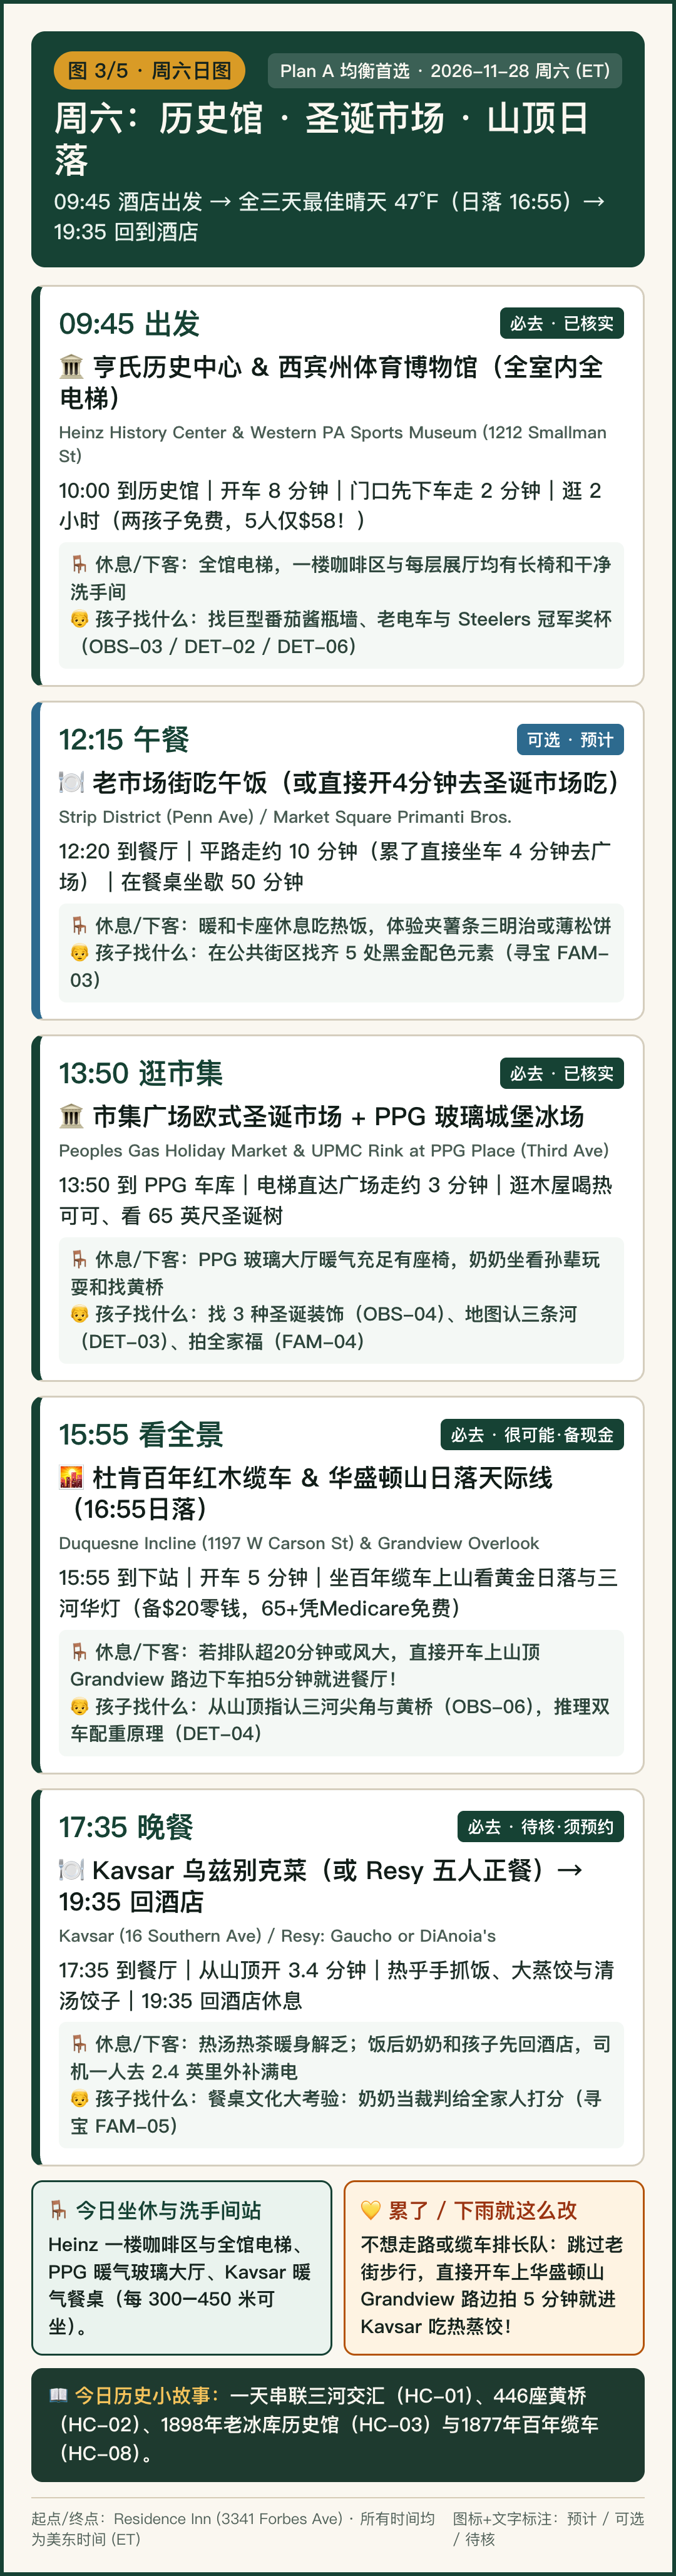 图 3/5 · 周六日图
Plan A 均衡首选 · 2026-11-28 周六 (ET)
周六：历史馆 · 圣诞市场 · 山顶日
落
09:45 酒店出发 → 全三天最佳晴天 47°F（日落 16:55）→
19:35 回到酒店
09:45 出发
必去 · 已核实
🏛️ 亨氏历史中心 & 西宾州体育博物馆（全室内全
电梯）
Heinz History Center & Western PA Sports Museum (1212 Smallman
St)
10:00 到历史馆｜开车 8 分钟｜门口先下车走 2 分钟｜逛 2
小时（两孩子免费，5人仅$58！）
🪑 休息/下客：全馆电梯，一楼咖啡区与每层展厅均有长椅和干净
洗手间
👵 孩子找什么：找巨型番茄酱瓶墙、老电车与 Steelers 冠军奖杯
（OBS-03 / DET-02 / DET-06）
12:15 午餐
可选 · 预计
🍽️ 老市场街吃午饭（或直接开4分钟去圣诞市场吃）
Strip District (Penn Ave) / Market Square Primanti Bros.
12:20 到餐厅｜平路走约 10 分钟（累了直接坐车 4 分钟去广
场）｜在餐桌坐歇 50 分钟
🪑 休息/下客：暖和卡座休息吃热饭，体验夹薯条三明治或薄松饼
👵 孩子找什么：在公共街区找齐 5 处黑金配色元素（寻宝 FAM-
03）
13:50 逛市集
必去 · 已核实
🏛️ 市集广场欧式圣诞市场 + PPG 玻璃城堡冰场
Peoples Gas Holiday Market & UPMC Rink at PPG Place (Third Ave)
13:50 到 PPG 车库｜电梯直达广场走约 3 分钟｜逛木屋喝热
可可、看 65 英尺圣诞树
🪑 休息/下客：PPG 玻璃大厅暖气充足有座椅，奶奶坐看孙辈玩
耍和找黄桥
👵 孩子找什么：找 3 种圣诞装饰（OBS-04）、地图认三条河
（DET-03）、拍全家福（FAM-04）
15:55 看全景
必去 · 很可能·备现金
🌇 杜肯百年红木缆车 & 华盛顿山日落天际线
（16:55日落）
Duquesne Incline (1197 W Carson St) & Grandview Overlook
15:55 到下站｜开车 5 分钟｜坐百年缆车上山看黄金日落与三
河华灯（备$20零钱，65+凭Medicare免费）
🪑 休息/下客：若排队超20分钟或风大，直接开车上山顶
Grandview 路边下车拍5分钟就进餐厅！
👵 孩子找什么：从山顶指认三河尖角与黄桥（OBS-06），推理双
车配重原理（DET-04）
17:35 晚餐
必去 · 待核·须预约
🍽️ Kavsar 乌兹别克菜（或 Resy 五人正餐）→
19:35 回酒店
Kavsar (16 Southern Ave) / Resy: Gaucho or DiAnoia's
17:35 到餐厅｜从山顶开 3.4 分钟｜热乎手抓饭、大蒸饺与清
汤饺子｜19:35 回酒店休息
🪑 休息/下客：热汤热茶暖身解乏；饭后奶奶和孩子先回酒店，司
机一人去 2.4 英里外补满电
👵 孩子找什么：餐桌文化大考验：奶奶当裁判给全家人打分（寻
宝 FAM-05）
🪑 今日坐休与洗手间站
Heinz 一楼咖啡区与全馆电梯、
PPG 暖气玻璃大厅、Kavsar 暖
气餐桌（每 300–450 米可
坐）。
💛 累了 / 下雨就这么改
不想走路或缆车排长队：跳过老
街步行，直接开车上华盛顿山
Grandview 路边拍 5 分钟就进
Kavsar 吃热蒸饺！
📖 今日历史小故事：一天串联三河交汇（HC-01）、446座黄桥
（HC-02）、1898年老冰库历史馆（HC-03）与1877年百年缆车
（HC-08）。
起点/终点：Residence Inn (3341 Forbes Ave) · 所有时间均
为美东时间 (ET)
图标+文字标注：预计 / 可选
/ 待核